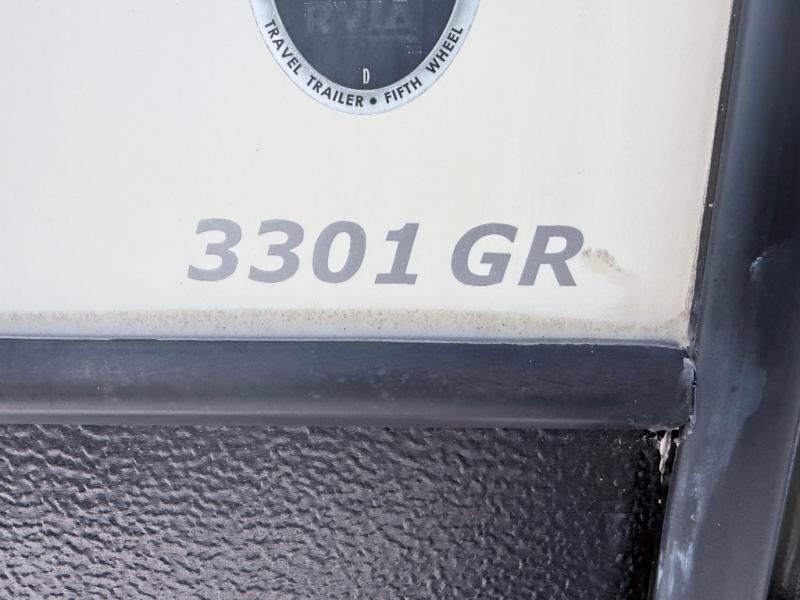 RVIA
D
TRAVEL TRAILER • FIFTH WHEEL
3301 GR